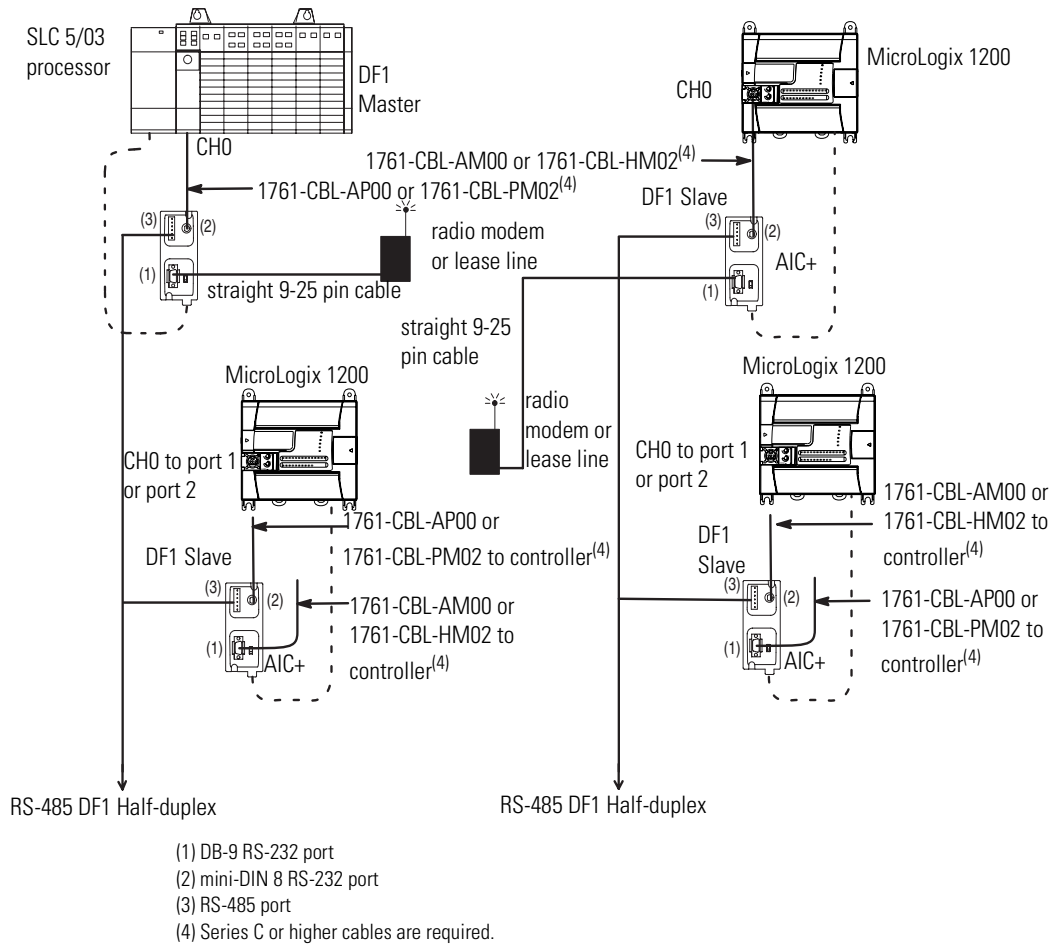 SLC 5/03
processor
DF1
Master
CH0
1761-CBL-AP00 or 1761-CBL-PM02(4)
(3)
(2)
(1)
straight 9-25 pin cable
radio modem
or lease line
MicroLogix 1200
CH0
1761-CBL-AM00 or 1761-CBL-HM02(4)
DF1 Slave
(3)
(2)
AIC+
(1)
straight 9-25
pin cable
radio
modem or
lease line
MicroLogix 1200
CH0 to port 1
or port 2
1761-CBL-AP00 or
1761-CBL-PM02 to controller(4)
DF1 Slave
(3)
(2)
1761-CBL-AM00 or
1761-CBL-HM02 to
controller(4)
(1)
AIC+
MicroLogix 1200
CH0 to port 1
or port 2
1761-CBL-AM00 or
1761-CBL-HM02 to
controller(4)
DF1
Slave
(3)
(2)
1761-CBL-AP00 or
1761-CBL-PM02 to
controller(4)
(1)
AIC+
RS-485 DF1 Half-duplex
RS-485 DF1 Half-duplex
(1) DB-9 RS-232 port
(2) mini-DIN 8 RS-232 port
(3) RS-485 port
(4) Series C or higher cables are required.